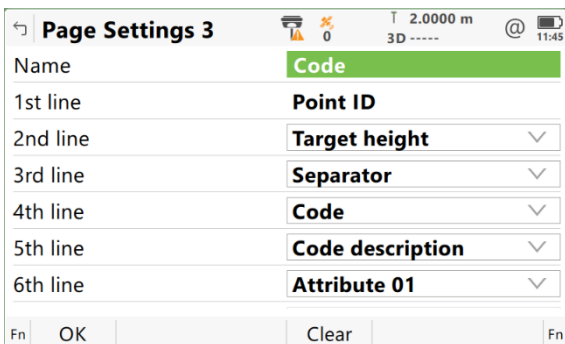 Page Settings 3 0 2.0000 m
3D ----- @ 11:45
Name Code
1st line Point ID
2nd line Target height
3rd line Separator
4th line Code
5th line Code description
6th line Attribute 01
Fn OK Clear Fn